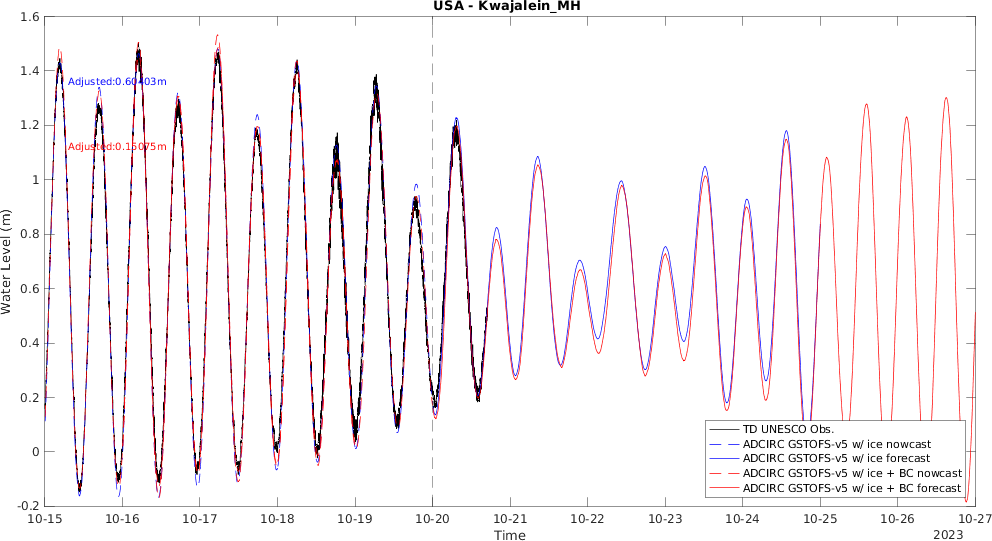 USA - Kwajalein_MH
1.6
1.4
1.2
1
0.8
0.6
0.4
0.2
0
-0.2
Water Level (m)
Adjusted:0.60403m
Adjusted:0.15075m
TD UNESCO Obs.
ADCIRC GSTOFS-v5 w/ ice nowcast
ADCIRC GSTOFS-v5 w/ ice forecast
ADCIRC GSTOFS-v5 w/ ice + BC nowcast
ADCIRC GSTOFS-v5 w/ ice + BC forecast
10-15 10-16 10-17 10-18 10-19 10-20 10-21 10-22 10-23 10-24 10-25 10-26 10-27
Time
2023